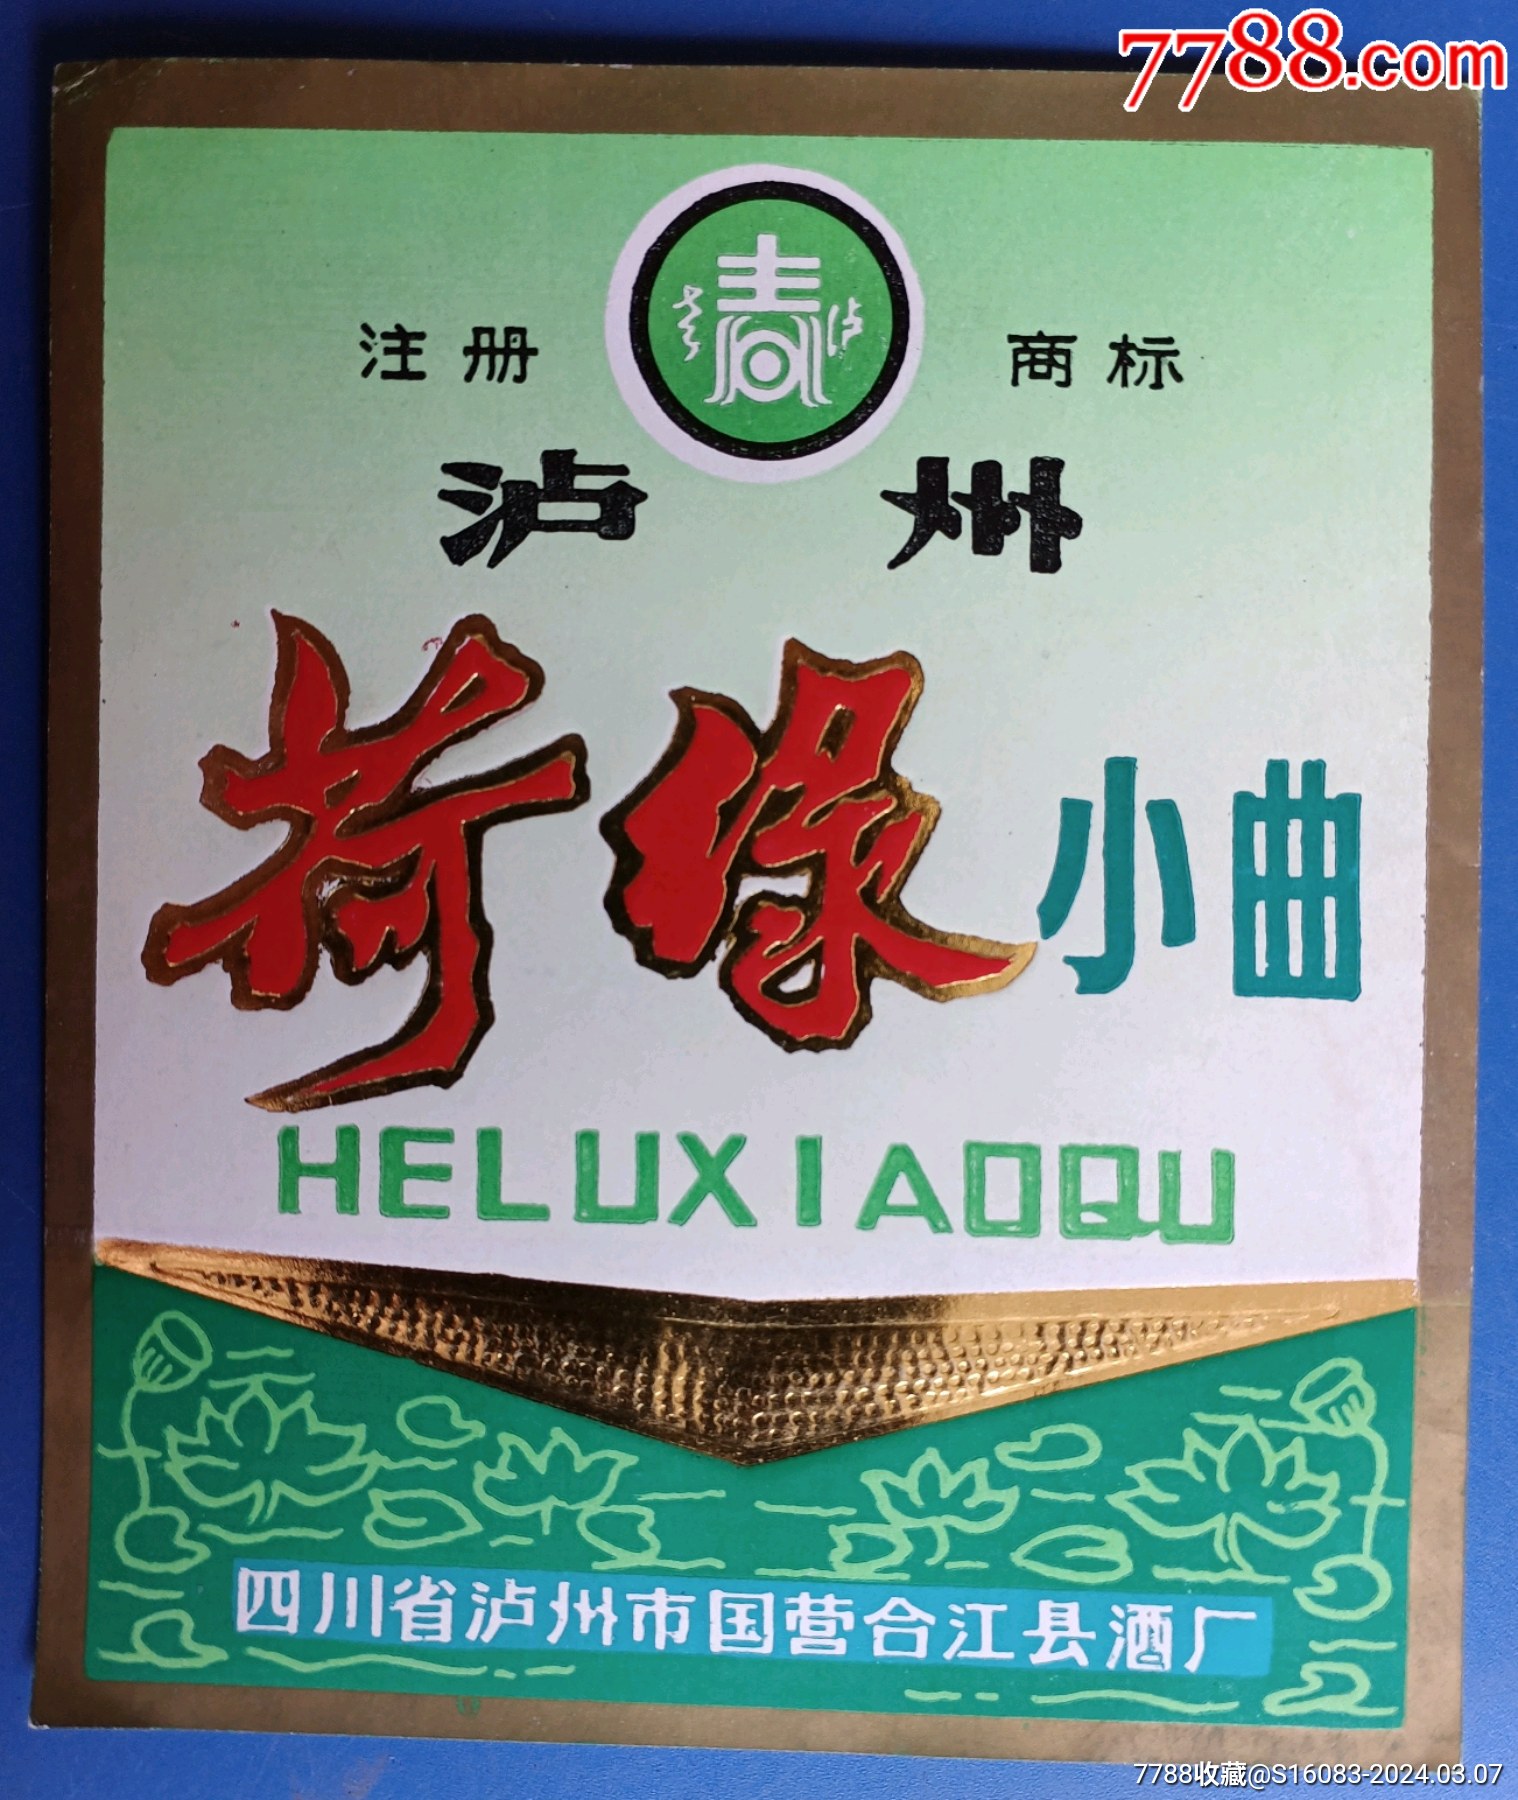 7788.com
注册 商标
泸州
荷绿小曲
HELUXIAOQU
四川省泸州市国营合江县酒厂
7788收藏@S16083-2024.03.07